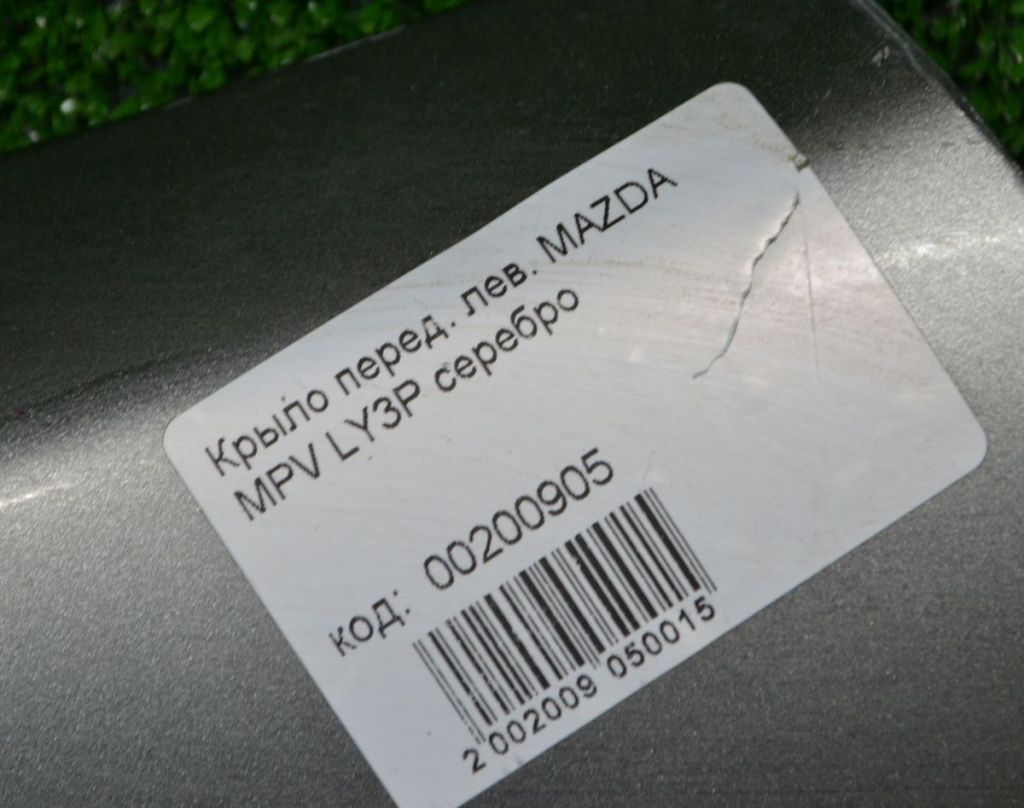 Крыло перед. лев. MAZDA
MPV LY3P серебро
код: 00200905
2 002009 050015